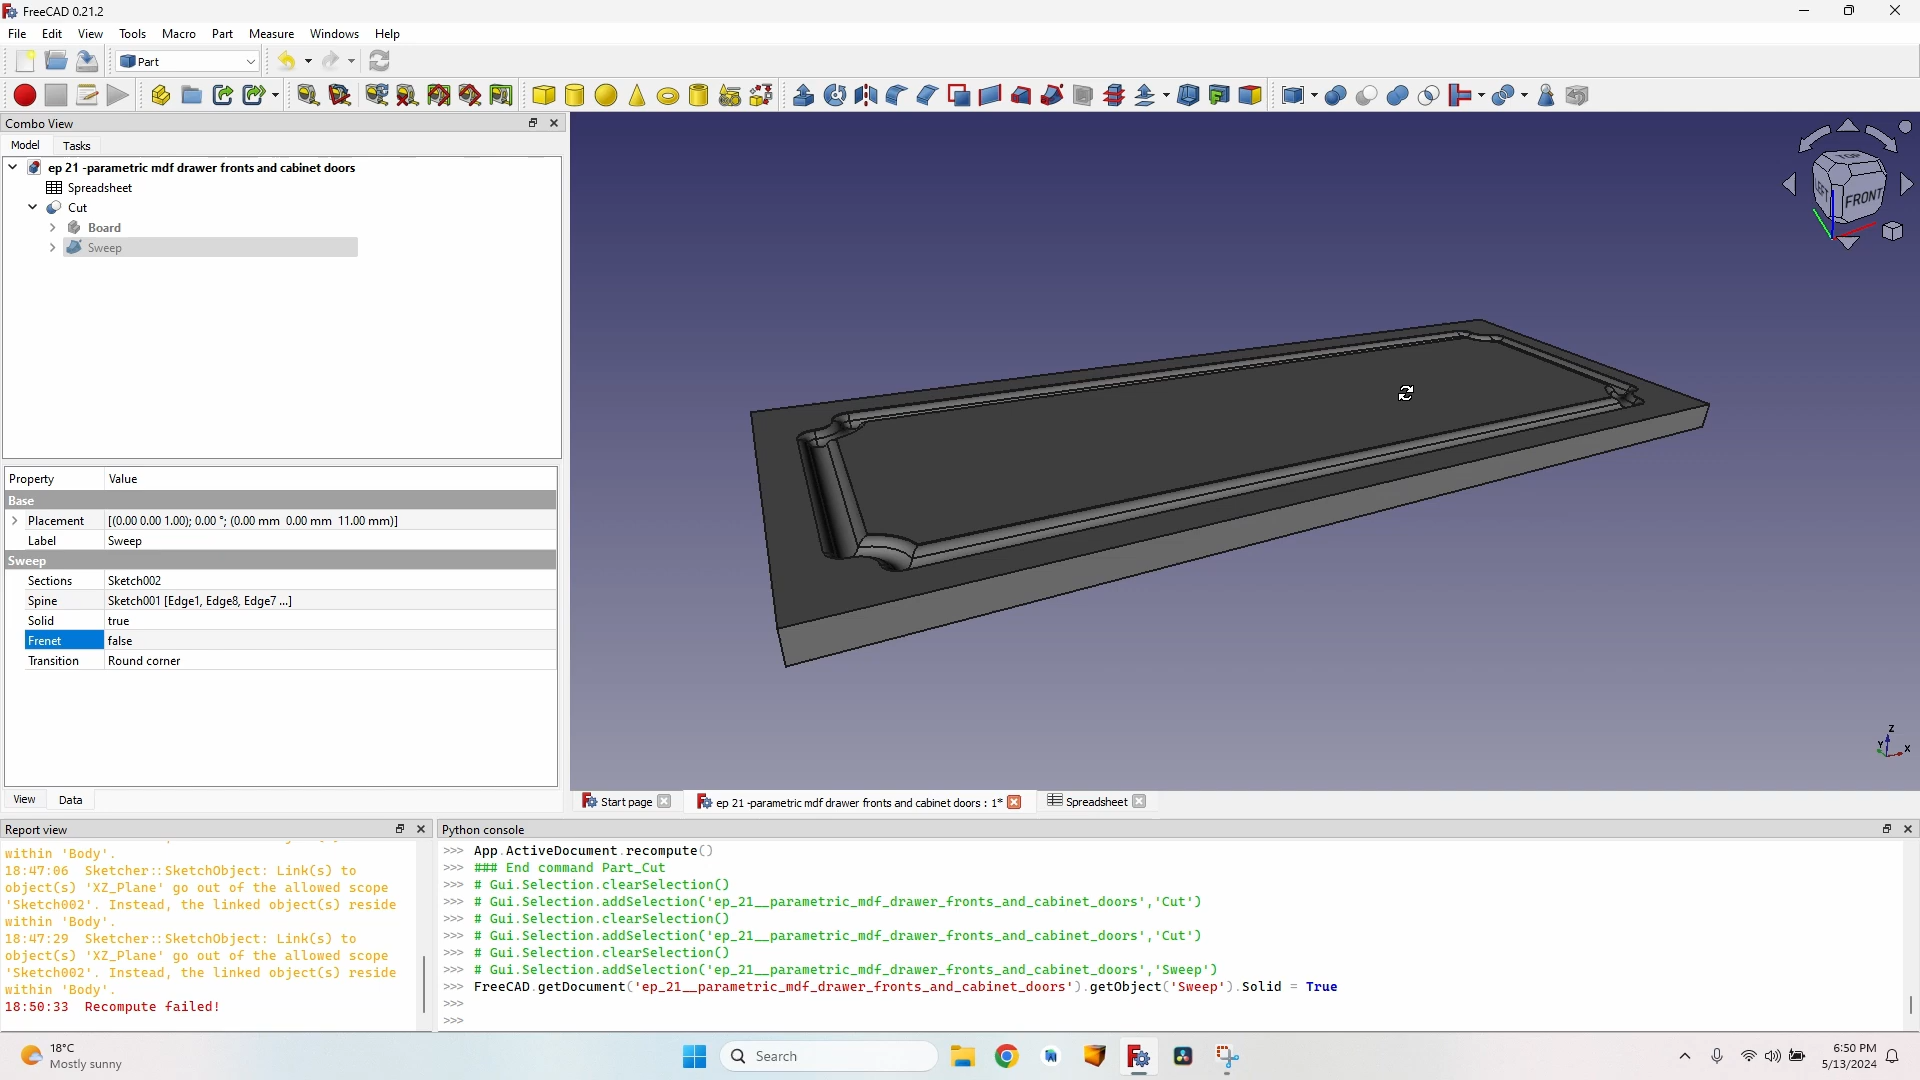 FreeCAD 0.21.2
File Edit View Tools Macro Part Measure Windows Help
Part
Combo View
Model Tasks
ep 21 -parametric mdf drawer fronts and cabinet doors
Spreadsheet
Cut
Board
Sweep
TOP
LEFT
FRONT
Property Value
Base
Placement [(0.00 0.00 1.00); 0.00 °; (0.00 mm 0.00 mm 11.00 mm)]
Label Sweep
Sweep
Sections Sketch002
Spine Sketch001 [Edge1, Edge8, Edge7 ...]
Solid true
Frenet false
Transition Round corner
Z
Y
X
View Data
Start page
ep 21 -parametric mdf drawer fronts and cabinet doors : 1*
Spreadsheet
Report view
within 'Body'.
18:47:06 Sketcher::SketchObject: Link(s) to
object(s) 'XZ_Plane' go out of the allowed scope
'Sketch002'. Instead, the linked object(s) reside
within 'Body'.
18:47:29 Sketcher::SketchObject: Link(s) to
object(s) 'XZ_Plane' go out of the allowed scope
'Sketch002'. Instead, the linked object(s) reside
within 'Body'.
18:50:33 Recompute failed!
Python console
>>> App.ActiveDocument.recompute()
>>> ### End command Part_Cut
>>> # Gui.Selection.clearSelection()
>>> # Gui.Selection.addSelection('ep_21__parametric_mdf_drawer_fronts_and_cabinet_doors','Cut')
>>> # Gui.Selection.clearSelection()
>>> # Gui.Selection.addSelection('ep_21__parametric_mdf_drawer_fronts_and_cabinet_doors','Cut')
>>> # Gui.Selection.clearSelection()
>>> # Gui.Selection.addSelection('ep_21__parametric_mdf_drawer_fronts_and_cabinet_doors','Sweep')
>>> FreeCAD.getDocument('ep_21__parametric_mdf_drawer_fronts_and_cabinet_doors').getObject('Sweep').Solid = True
>>>
>>>
18°C
Mostly sunny
Search
6:50 PM
5/13/2024